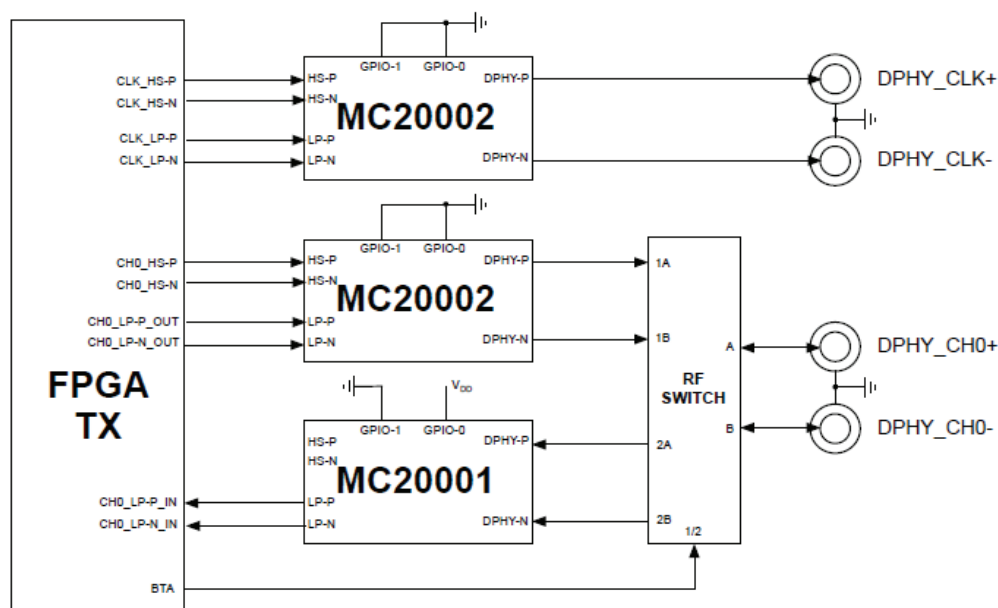 GPIO-1 GPIO-0
CLK_HS-P
HS-P
DPHY-P
DPHY_CLK+
CLK_HS-N
HS-N
MC20002
CLK_LP-P
LP-P
CLK_LP-N
LP-N
DPHY-N
DPHY_CLK-
GPIO-1 GPIO-0
CH0_HS-P
HS-P
DPHY-P
1A
CH0_HS-N
HS-N
MC20002
CH0_LP-P_OUT
LP-P
CH0_LP-N_OUT
LP-N
DPHY-N
1B
A
DPHY_CH0+
FPGA
TX
RF
SWITCH
VDD
GPIO-1 GPIO-0
HS-P
DPHY-P
2A
B
DPHY_CH0-
HS-N
MC20001
CH0_LP-P_IN
LP-P
CH0_LP-N_IN
LP-N
DPHY-N
2B
1/2
BTA